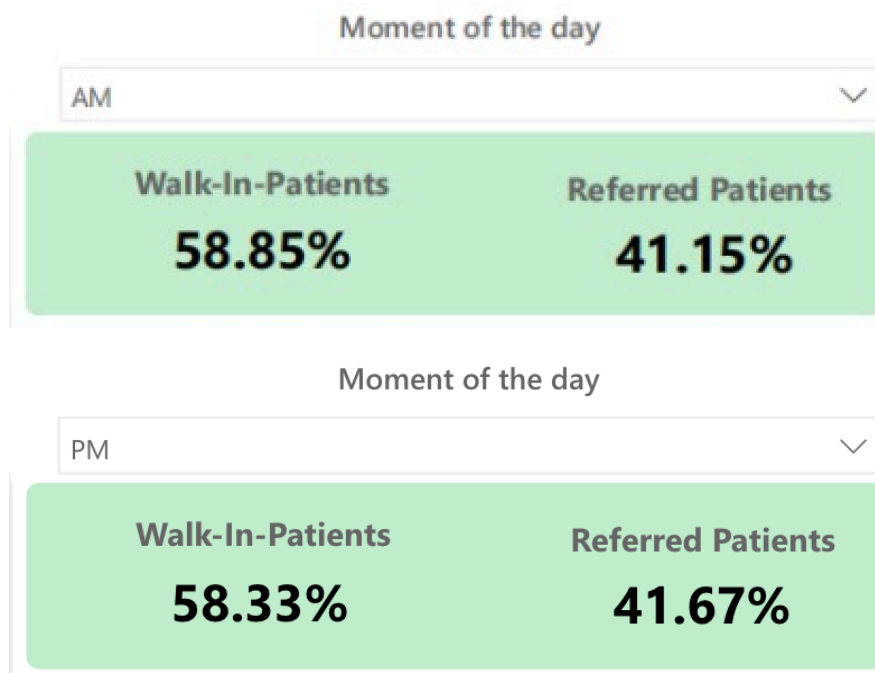 Moment of the day
AM
Walk-In-Patients Referred Patients
58.85% 41.15%
Moment of the day
PM
Walk-In-Patients Referred Patients
58.33% 41.67%